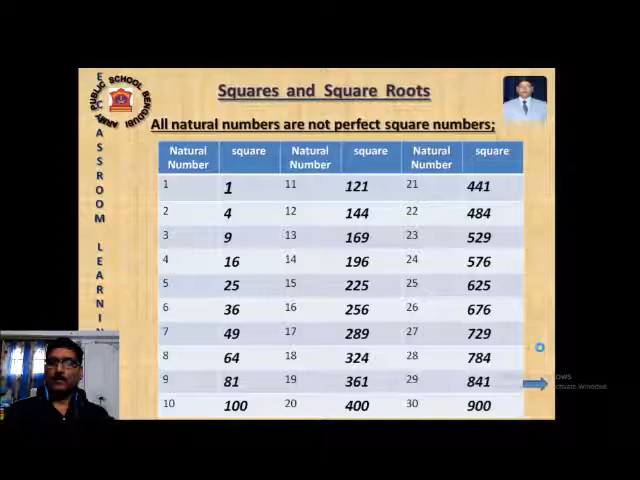 Squares and Square Roots
ARMY PUBLIC SCHOOL BENGDUBI
All natural numbers are not perfect square numbers;
Natural Number square Natural Number square Natural Number square
1 1 11 121 21 441
2 4 12 144 22 484
3 9 13 169 23 529
4 16 14 196 24 576
5 25 15 225 25 625
6 36 16 256 26 676
7 49 17 289 27 729
8 64 18 324 28 784
9 81 19 361 29 841
10 100 20 400 30 900